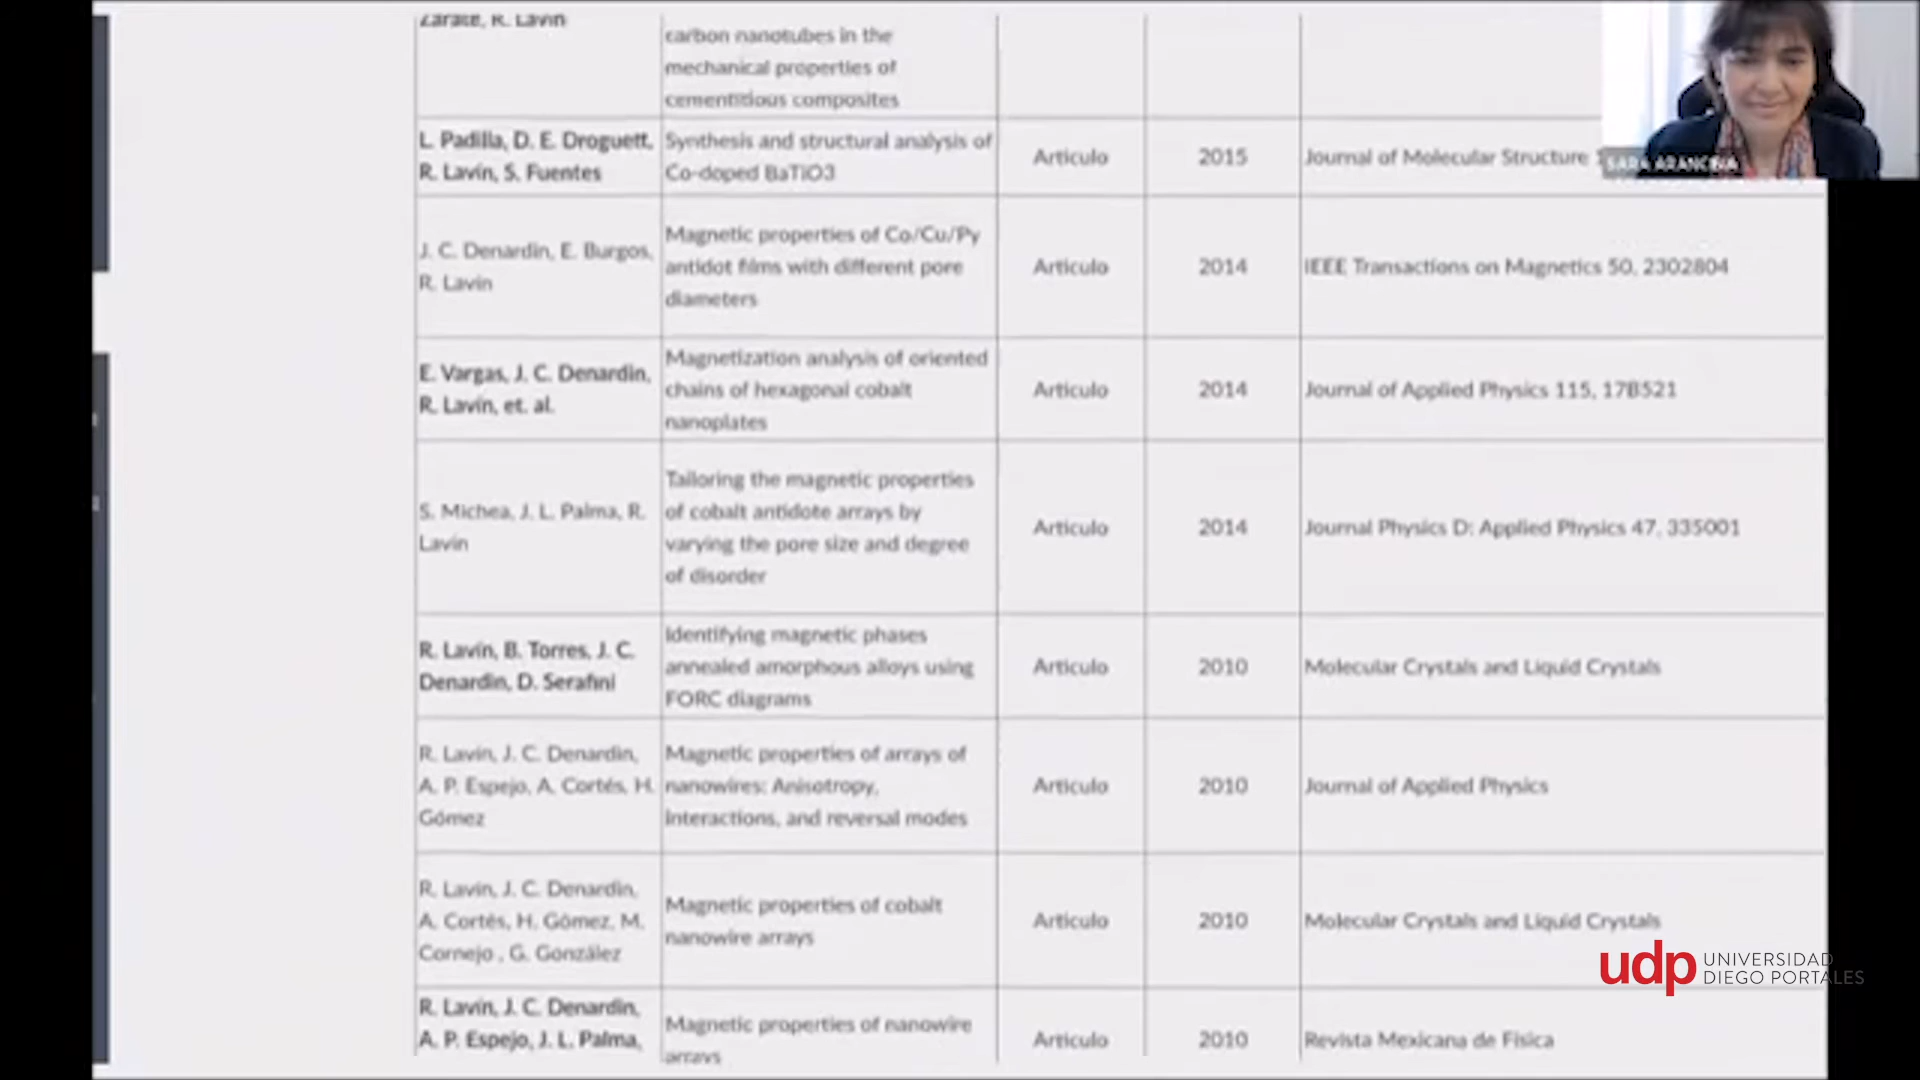 Zarate, R. Lavín
carbon nanotubes in the
mechanical properties of
cementitious composites
L. Padilla, D. E. Droguett,
R. Lavín, S. Fuentes
Synthesis and structural analysis of
Co-doped BaTiO3
Articulo
2015
Journal of Molecular Structure
SARA ARANCIBIA
J. C. Denardin, E. Burgos,
R. Lavín
Magnetic properties of Co/Cu/Py
antidot films with different pore
diameters
Articulo
2014
IEEE Transactions on Magnetics 50, 2302804
E. Vargas, J. C. Denardin,
R. Lavín, et. al.
Magnetization analysis of oriented
chains of hexagonal cobalt
nanoplates
Articulo
2014
Journal of Applied Physics 115, 17B521
S. Michea, J. L. Palma, R.
Lavín
Tailoring the magnetic properties
of cobalt antidote arrays by
varying the pore size and degree
of disorder
Articulo
2014
Journal Physics D: Applied Physics 47, 335001
R. Lavín, B. Torres, J. C.
Denardin, D. Serafini
Identifying magnetic phases
annealed amorphous alloys using
FORC diagrams
Articulo
2010
Molecular Crystals and Liquid Crystals
R. Lavín, J. C. Denardin,
A. P. Espejo, A. Cortés, H.
Gómez
Magnetic properties of arrays of
nanowires: Anisotropy,
Interactions, and reversal modes
Articulo
2010
Journal of Applied Physics
R. Lavín, J. C. Denardin,
A. Cortés, H. Gómez, M.
Cornejo , G. González
Magnetic properties of cobalt
nanowire arrays
Articulo
2010
Molecular Crystals and Liquid Crystals
R. Lavín, J. C. Denardin,
A. P. Espejo, J. L. Palma,
Magnetic properties of nanowire
arrays
Articulo
2010
Revista Mexicana de Física
udp UNIVERSIDAD
DIEGO PORTALES